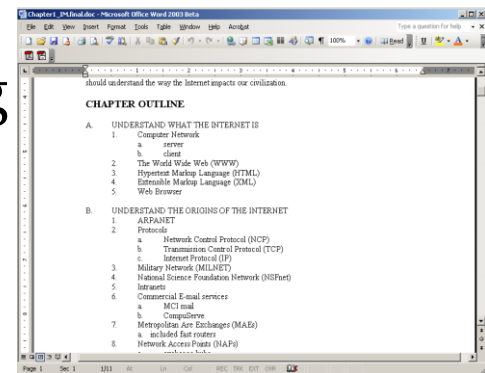 Chapter1_IM.final.doc - Microsoft Office Word 2003 Beta
File Edit View Insert Format Tools Table Window Help Acrobat Type a question for help
100% Read
g
should understand the way the Internet impacts our civilization.
CHAPTER OUTLINE
A. UNDERSTAND WHAT THE INTERNET IS
1. Computer Network
a. server
b. client
2. The World Wide Web (WWW)
3. Hypertext Markup Language (HTML)
4. Extensible Markup Language (XML)
5. Web Browser
B. UNDERSTAND THE ORIGINS OF THE INTERNET
1. ARPANET
2. Protocols
a. Network Control Protocol (NCP)
b. Transmission Control Protocol (TCP)
c. Internet Protocol (IP)
3. Military Network (MILNET)
4. National Science Foundation Network (NSFnet)
5. Intranets
6. Commercial E-mail services
a. MCI mail
b. CompuServe
7. Metropolitan Are Exchanges (MAEs)
a. included fast routers
8. Network Access Points (NAPs)
Page 1 Sec 1 1/11 At Ln Col REC TRK EXT OVR